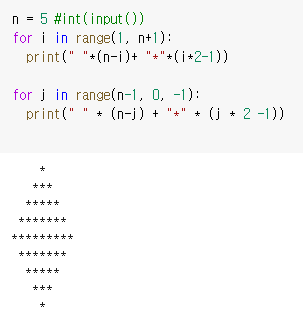 n = 5 #int(input())
for i in range(1, n+1):
  print(" "*(n-i)+ "*"*(i*2-1))

for j in range(n-1, 0, -1):
  print(" " * (n-j) + "*" * (j * 2 -1))

    *
   ***
  *****
 *******
*********
 *******
  *****
   ***
    *